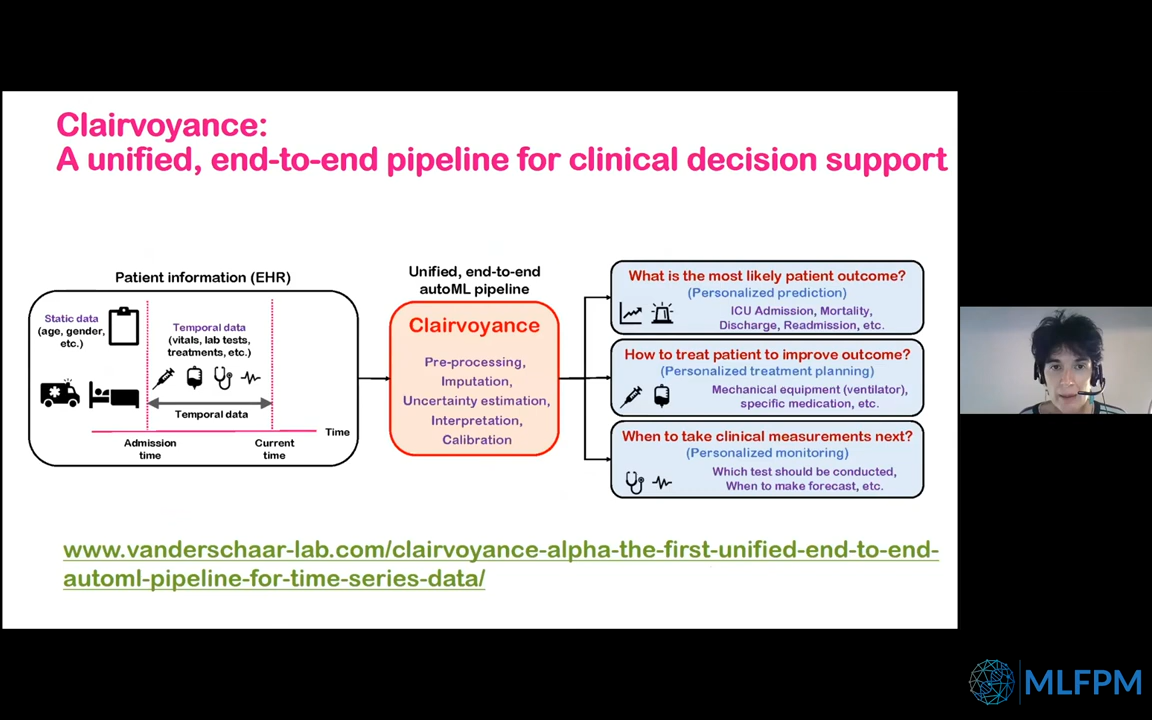 Clairvoyance:
A unified, end-to-end pipeline for clinical decision support
Patient information (EHR)
Static data
(age, gender,
etc.)
Temporal data
(vitals, lab tests,
treatments, etc.)
Temporal data
Time
Admission
time
Current
time
Unified, end-to-end
autoML pipeline
Clairvoyance
Pre-processing,
Imputation,
Uncertainty estimation,
Interpretation,
Calibration
What is the most likely patient outcome?
(Personalized prediction)
ICU Admission, Mortality,
Discharge, Readmission, etc.
How to treat patient to improve outcome?
(Personalized treatment planning)
Mechanical equipment (ventilator),
specific medication, etc.
When to take clinical measurements next?
(Personalized monitoring)
Which test should be conducted,
When to make forecast, etc.
www.vanderschaar-lab.com/clairvoyance-alpha-the-first-unified-end-to-end-
automl-pipeline-for-time-series-data/
MLFPM